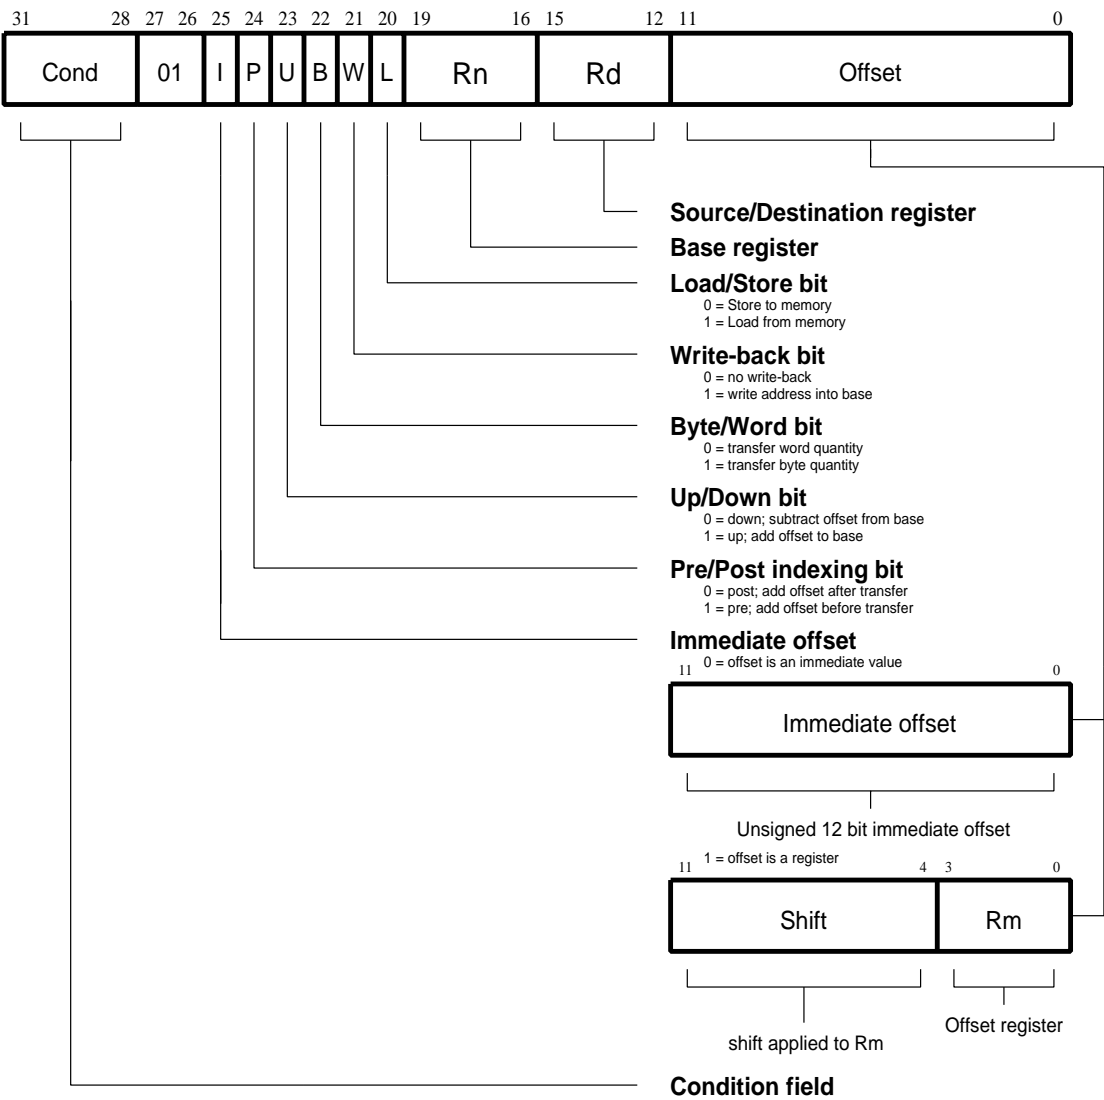 31 28 27 26 25 24 23 22 21 20 19 16 15 12 11 0
Cond 01 I P U B W L Rn Rd Offset
Source/Destination register
Base register
Load/Store bit
0 = Store to memory
1 = Load from memory
Write-back bit
0 = no write-back
1 = write address into base
Byte/Word bit
0 = transfer word quantity
1 = transfer byte quantity
Up/Down bit
0 = down; subtract offset from base
1 = up; add offset to base
Pre/Post indexing bit
0 = post; add offset after transfer
1 = pre; add offset before transfer
Immediate offset
0 = offset is an immediate value
11 0
Immediate offset
Unsigned 12 bit immediate offset
1 = offset is a register
11 4 3 0
Shift Rm
Offset register
shift applied to Rm
Condition field